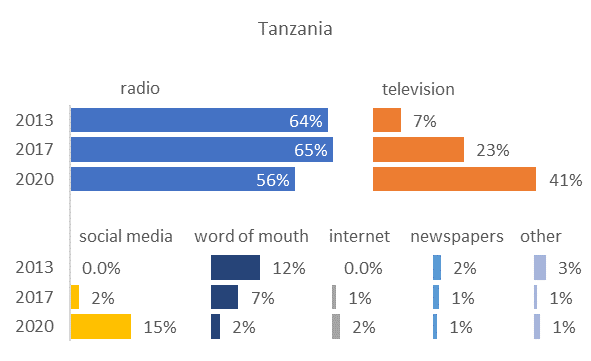 Tanzania
radio television
2013 64% 7%
2017 65% 23%
2020 56% 41%
social media word of mouth internet newspapers other
2013 0.0% 12% 0.0% 2% 3%
2017 2% 7% 1% 1% 1%
2020 15% 2% 2% 1% 1%